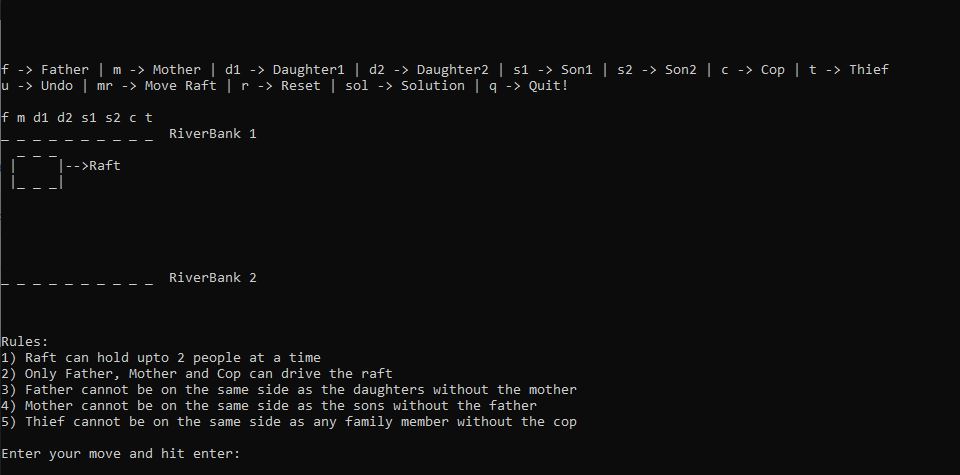 f -> Father | m -> Mother | d1 -> Daughter1 | d2 -> Daughter2 | s1 -> Son1 | s2 -> Son2 | c -> Cop | t -> Thief
u -> Undo | mr -> Move Raft | r -> Reset | sol -> Solution | q -> Quit!
f m d1 d2 s1 s2 c t
_ _ _ _ _ _ _ _ _ _  RiverBank 1
  _ _ _
 |     |-->Raft
 |_ _ _|
_ _ _ _ _ _ _ _ _ _  RiverBank 2
Rules:
1) Raft can hold upto 2 people at a time
2) Only Father, Mother and Cop can drive the raft
3) Father cannot be on the same side as the daughters without the mother
4) Mother cannot be on the same side as the sons without the father
5) Thief cannot be on the same side as any family member without the cop
Enter your move and hit enter: